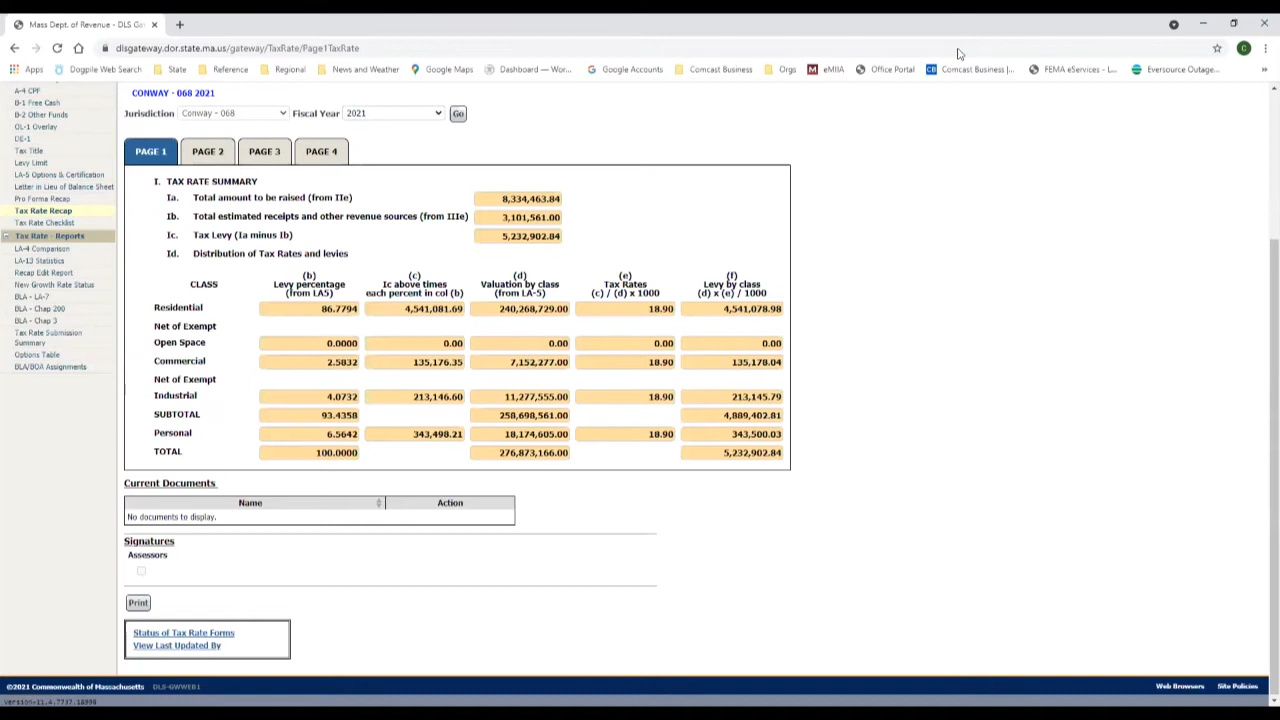 Mass Dept. of Revenue - DLS Ga
dlsgateway.dor.state.ma.us/gateway/TaxRate/Page1TaxRate
Apps Dogpile Web Search State Reference Regional News and Weather Google Maps Dashboard — Wor... Google Accounts Comcast Business Orgs eMIIA Office Portal CB Comcast Business |... FEMA eServices - L... Eversource Outage... »
A-4 CPF
B-1 Free Cash
B-2 Other Funds
OL-1 Overlay
DE-1
Tax Title
Levy Limit
LA-5 Options & Certification
Letter in Lieu of Balance Sheet
Pro Forma Recap
Tax Rate Recap
Tax Rate Checklist
Tax Rate - Reports
LA-4 Comparison
LA-13 Statistics
Recap Edit Report
New Growth Rate Status
BLA - LA-7
BLA - Chap 200
BLA - Chap 3
Tax Rate Submission
Summary
Options Table
BLA/BOA Assignments
CONWAY - 068 2021
Jurisdiction Conway - 068 Fiscal Year 2021 Go
PAGE 1 PAGE 2 PAGE 3 PAGE 4
I. TAX RATE SUMMARY
Ia. Total amount to be raised (from IIe) 8,334,463.84
Ib. Total estimated receipts and other revenue sources (from IIIe) 3,101,561.00
Ic. Tax Levy (Ia minus Ib) 5,232,902.84
Id. Distribution of Tax Rates and levies
(b) (c) (d) (e) (f)
CLASS Levy percentage Ic above times Valuation by class Tax Rates Levy by class
(from LA5) each percent in col (b) (from LA-5) (c) / (d) x 1000 (d) x (e) / 1000
Residential 86.7794 4,541,081.69 240,268,729.00 18.90 4,541,078.98
Net of Exempt
Open Space 0.0000 0.00 0.00 0.00 0.00
Commercial 2.5832 135,176.35 7,152,277.00 18.90 135,178.04
Net of Exempt
Industrial 4.0732 213,146.60 11,277,555.00 18.90 213,145.79
SUBTOTAL 93.4358 258,698,561.00 4,889,402.81
Personal 6.5642 343,498.21 18,174,605.00 18.90 343,500.03
TOTAL 100.0000 276,873,166.00 5,232,902.84
Current Documents
Name Action
No documents to display.
Signatures
Assessors
Print
Status of Tax Rate Forms
View Last Updated By
©2021 Commonwealth of Massachusetts DLS-GWWEB1 Web Browsers Site Policies